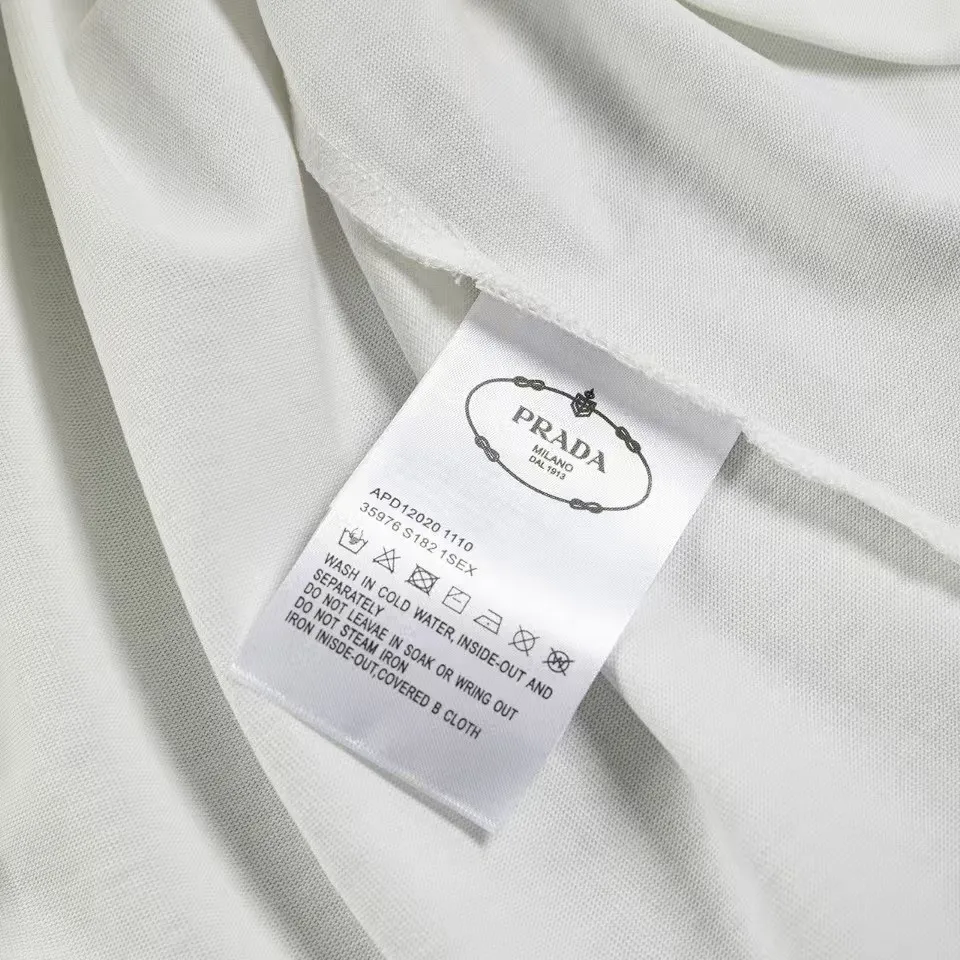 PRADA
MILANO
DAL 1913
APD12020 1110
35976 S182 1SEX
WASH IN COLD WATER, INSIDE-OUT AND
SEPARATELY
DO NOT LEAVAE IN SOAK OR WRING OUT
DO NOT STEAM IRON
IRON INISDE-OUT,COVERED B CLOTH